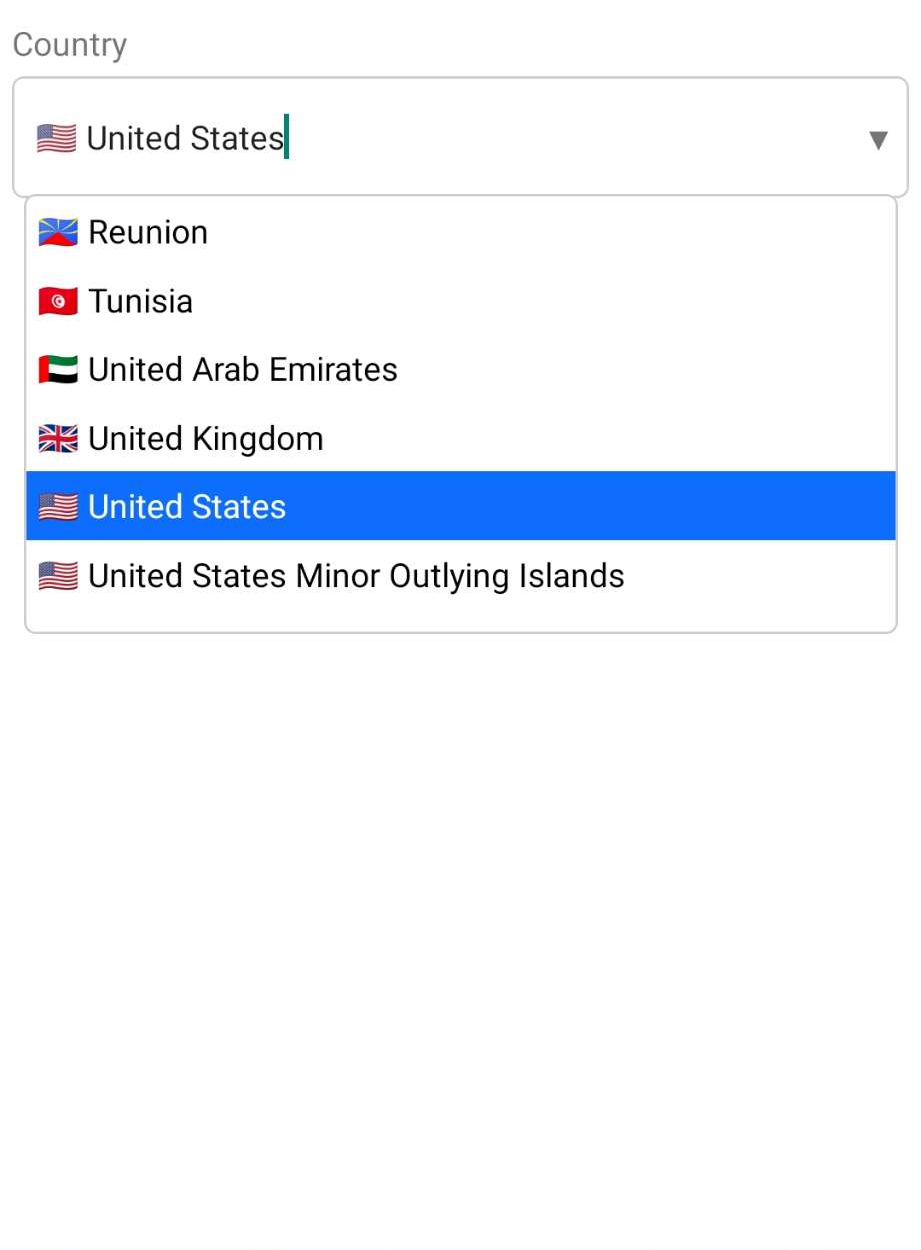 Country
🇺🇸 United States ▼
🇷🇪 Reunion
🇹🇳 Tunisia
🇦🇪 United Arab Emirates
🇬🇧 United Kingdom
🇺🇸 United States
🇺🇲 United States Minor Outlying Islands